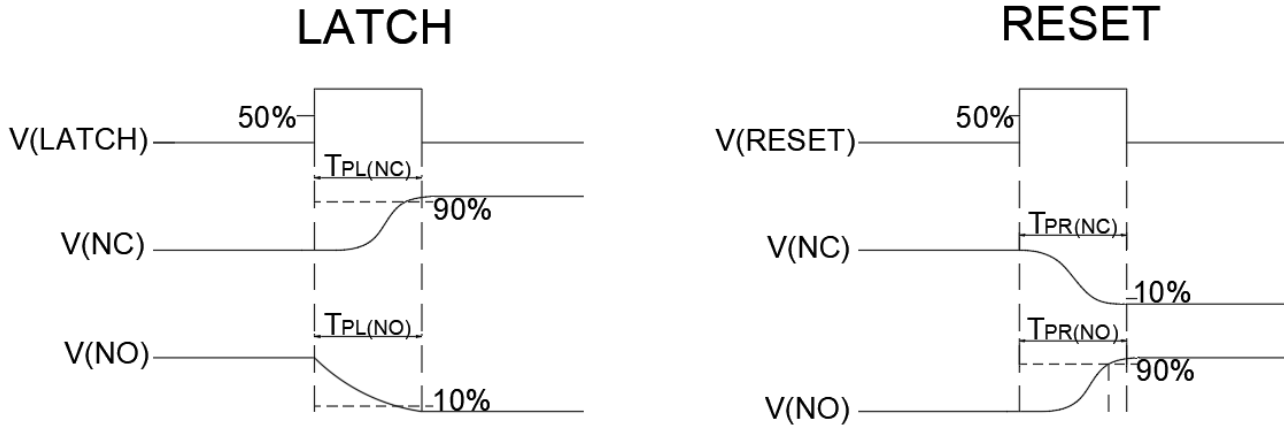 LATCH
50%
V(LATCH)
TPL(NC)
90%
V(NC)
TPL(NO)
V(NO)
10%
RESET
50%
V(RESET)
TPR(NC)
V(NC)
10%
TPR(NO)
90%
V(NO)